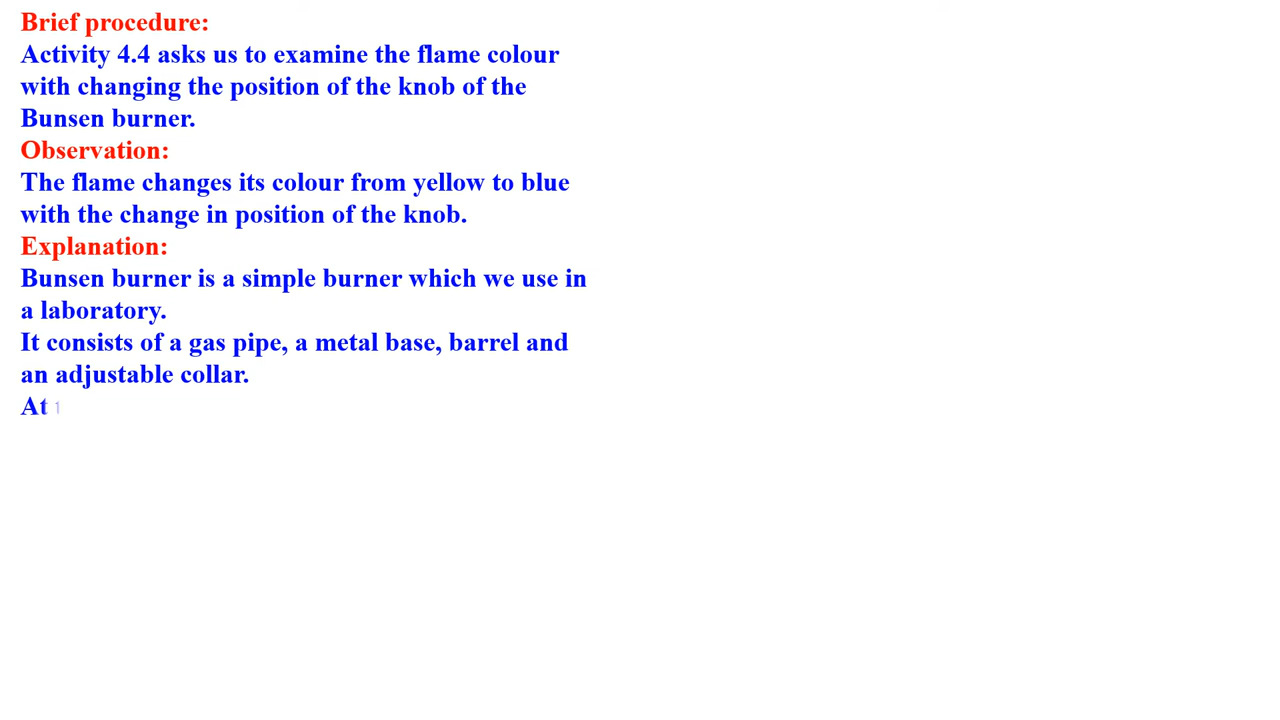 Brief procedure:
Activity 4.4 asks us to examine the flame colour
with changing the position of the knob of the
Bunsen burner.
Observation:
The flame changes its colour from yellow to blue
with the change in position of the knob.
Explanation:
Bunsen burner is a simple burner which we use in
a laboratory.
It consists of a gas pipe, a metal base, barrel and
an adjustable collar.
At